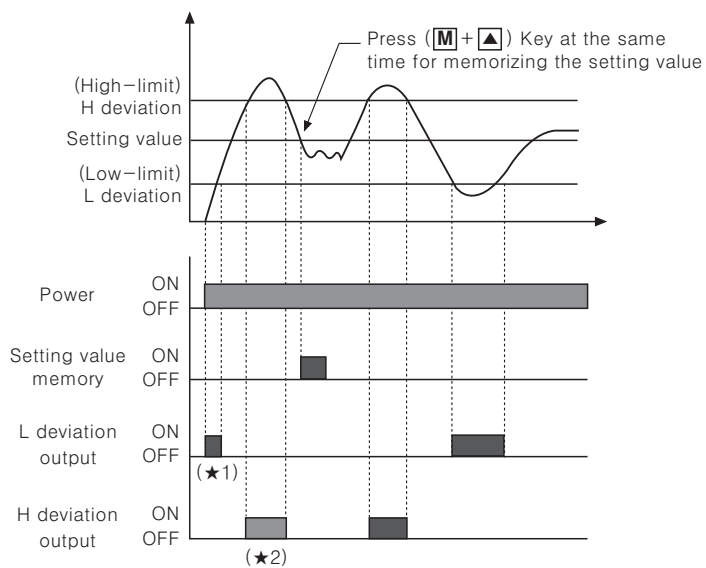 Press (M+▲) Key at the same
time for memorizing the setting value
(High-limit)
H deviation
Setting value
(Low-limit)
L deviation
Power
ON
OFF
Setting value
memory
ON
OFF
L deviation
output
ON
OFF
(★1)
H deviation
output
ON
OFF
(★2)